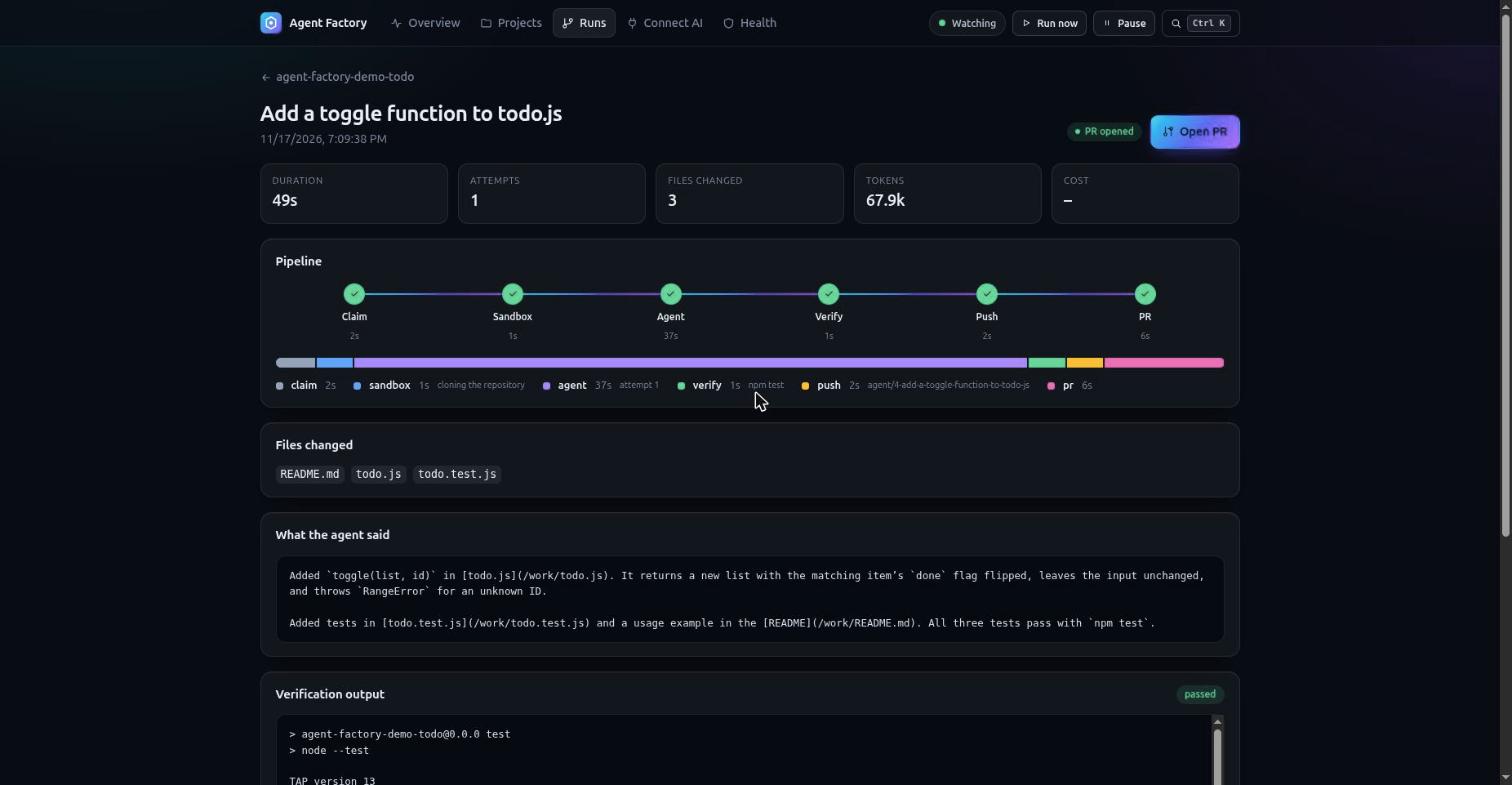 Agent Factory Overview Projects Runs Connect AI Health Watching Run now Pause Ctrl K
← agent-factory-demo-todo
Add a toggle function to todo.js
11/17/2026, 7:09:38 PM
PR opened Open PR
DURATION ATTEMPTS FILES CHANGED TOKENS COST
49s 1 3 67.9k –
Pipeline
Claim Sandbox Agent Verify Push PR
2s 1s 37s 1s 2s 6s
claim 2s sandbox 1s cloning the repository agent 37s attempt 1 verify 1s npm test push 2s agent/4-add-a-toggle-function-to-todo-js pr 6s
Files changed
README.md todo.js todo.test.js
What the agent said
Added `toggle(list, id)` in [todo.js](/work/todo.js). It returns a new list with the matching item’s `done` flag flipped, leaves the input unchanged,
and throws `RangeError` for an unknown ID.
Added tests in [todo.test.js](/work/todo.test.js) and a usage example in the [README](/work/README.md). All three tests pass with `npm test`.
Verification output passed
> agent-factory-demo-todo@0.0.0 test
> node --test
TAP version 13